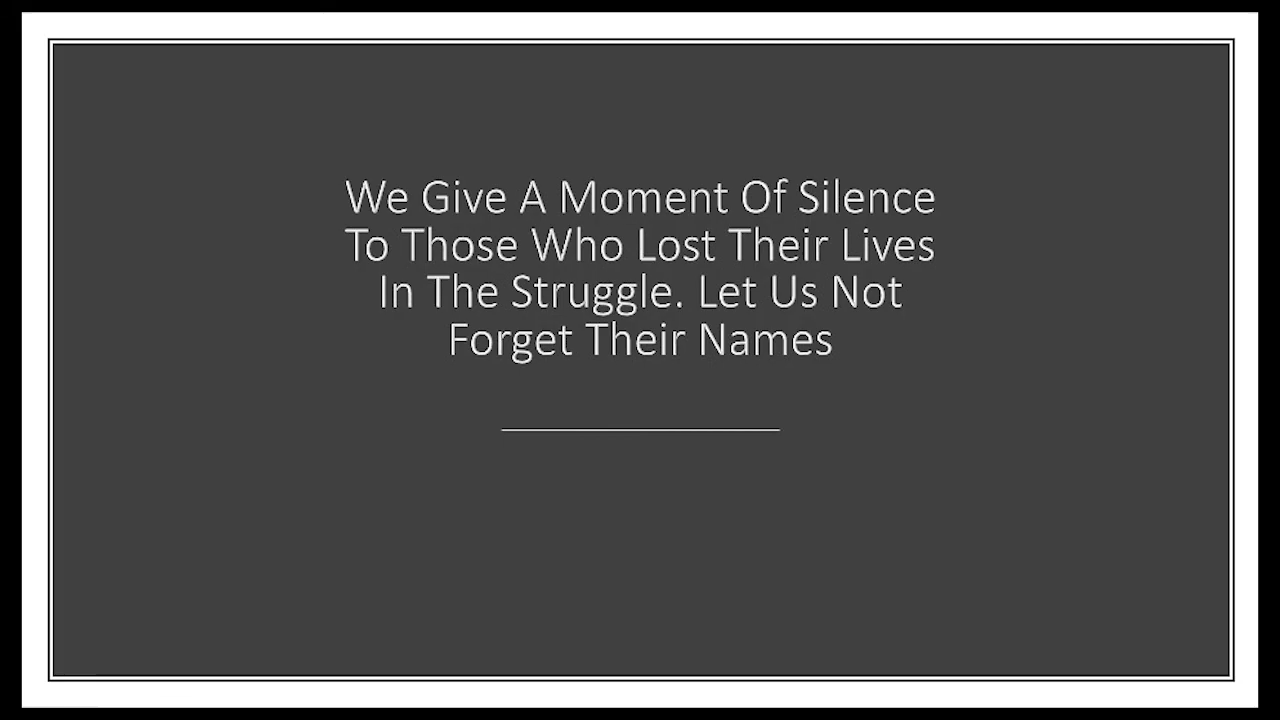 We Give A Moment Of Silence
To Those Who Lost Their Lives
In The Struggle. Let Us Not
Forget Their Names